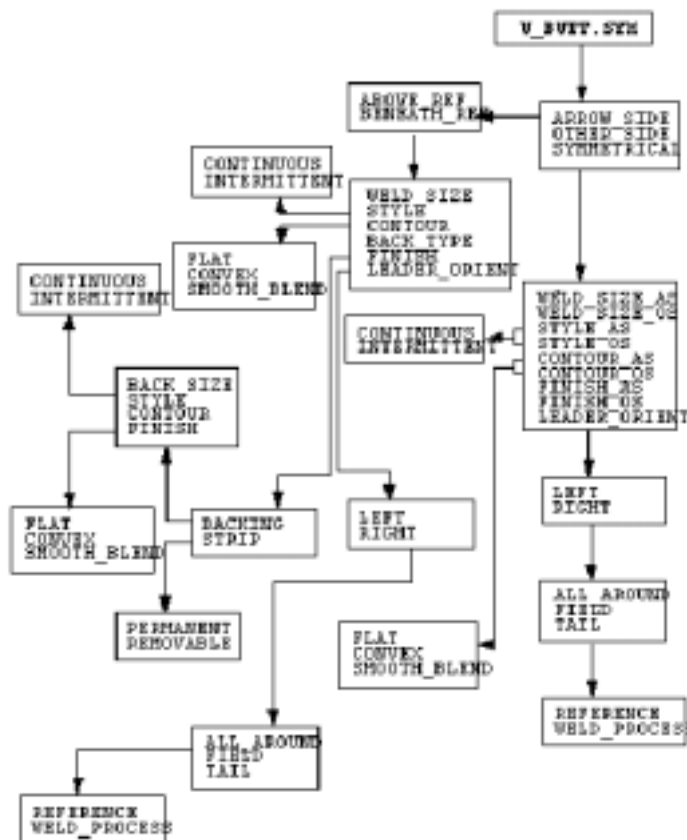 V_BUTT.SYM
ABOVE_REF
BENEATH_REF
ARROW_SIDE
OTHER_SIDE
SYMMETRICAL
CONTINUOUS
INTERMITTENT
WELD_SIZE
STYLE
CONTOUR
BACK_TYPE
FINISH
LEADER_ORIENT
FLAT
CONVEX
SMOOTH_BLEND
CONTINUOUS
INTERMITTENT
WELD_SIZE_AS
WELD_SIZE_OS
STYLE_AS
STYLE_OS
CONTOUR_AS
CONTOUR_OS
FINISH_AS
FINISH_OS
LEADER_ORIENT
CONTINUOUS
INTERMITTENT
BACK_SIZE
STYLE
CONTOUR
FINISH
FLAT
CONVEX
SMOOTH_BLEND
BACKING
STRIP
LEFT
RIGHT
LEFT
RIGHT
PERMANENT
REMOVABLE
FLAT
CONVEX
SMOOTH_BLEND
ALL_AROUND
FIELD
TAIL
REFERENCE
WELD_PROCESS
ALL_AROUND
FIELD
TAIL
REFERENCE
WELD_PROCESS